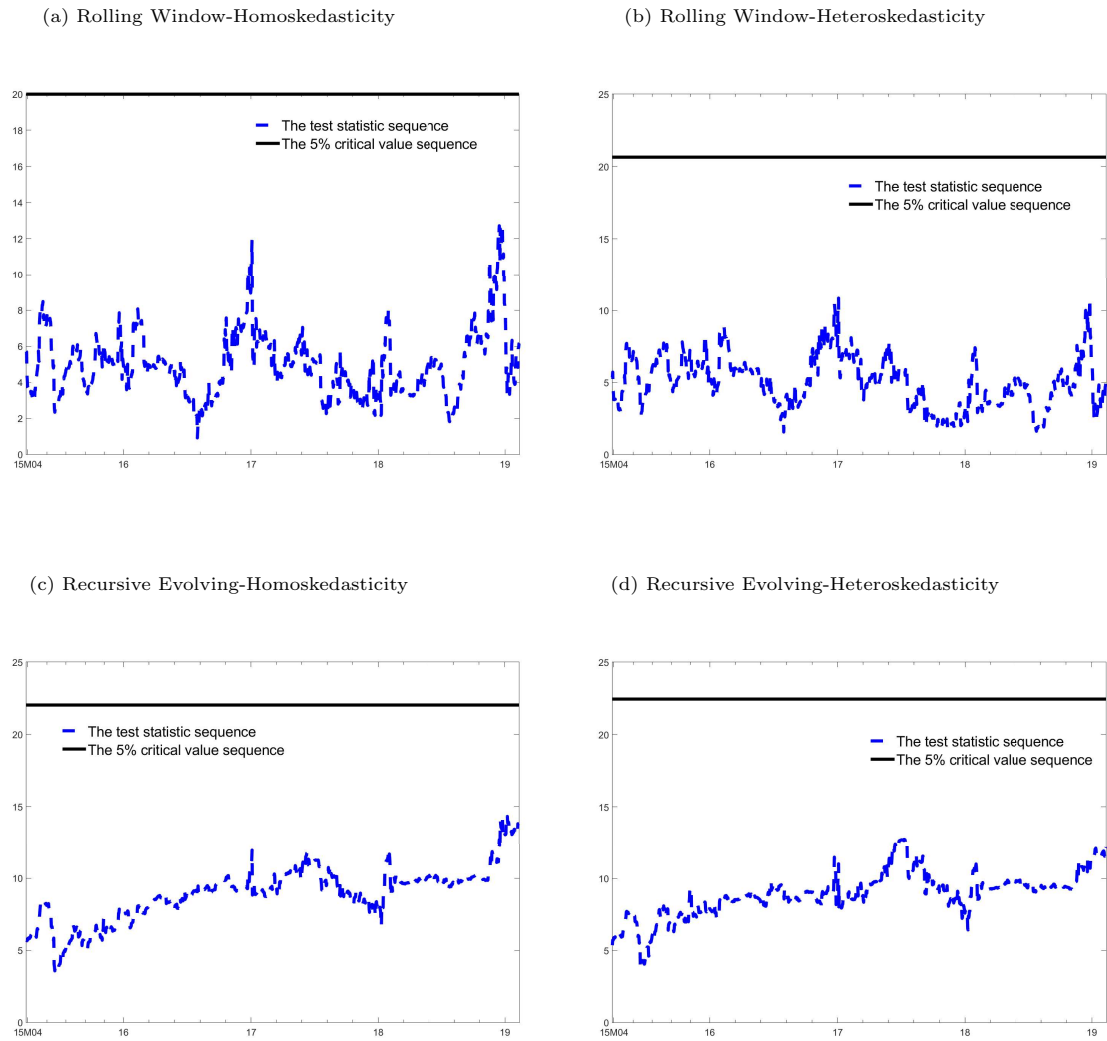 (a) Rolling Window-Homoskedasticity
(b) Rolling Window-Heteroskedasticity
20
18
16
14
12
10
8
6
4
2
0
The test statistic sequence
The 5% critical value sequence
15M04
16
17
18
19
25
20
15
10
5
0
The test statistic sequence
The 5% critical value sequence
15M04
16
17
18
19
(c) Recursive Evolving-Homoskedasticity
(d) Recursive Evolving-Heteroskedasticity
25
20
15
10
5
0
The test statistic sequence
The 5% critical value sequence
15M04
16
17
18
19
25
20
15
10
5
0
The test statistic sequence
The 5% critical value sequence
15M04
16
17
18
19